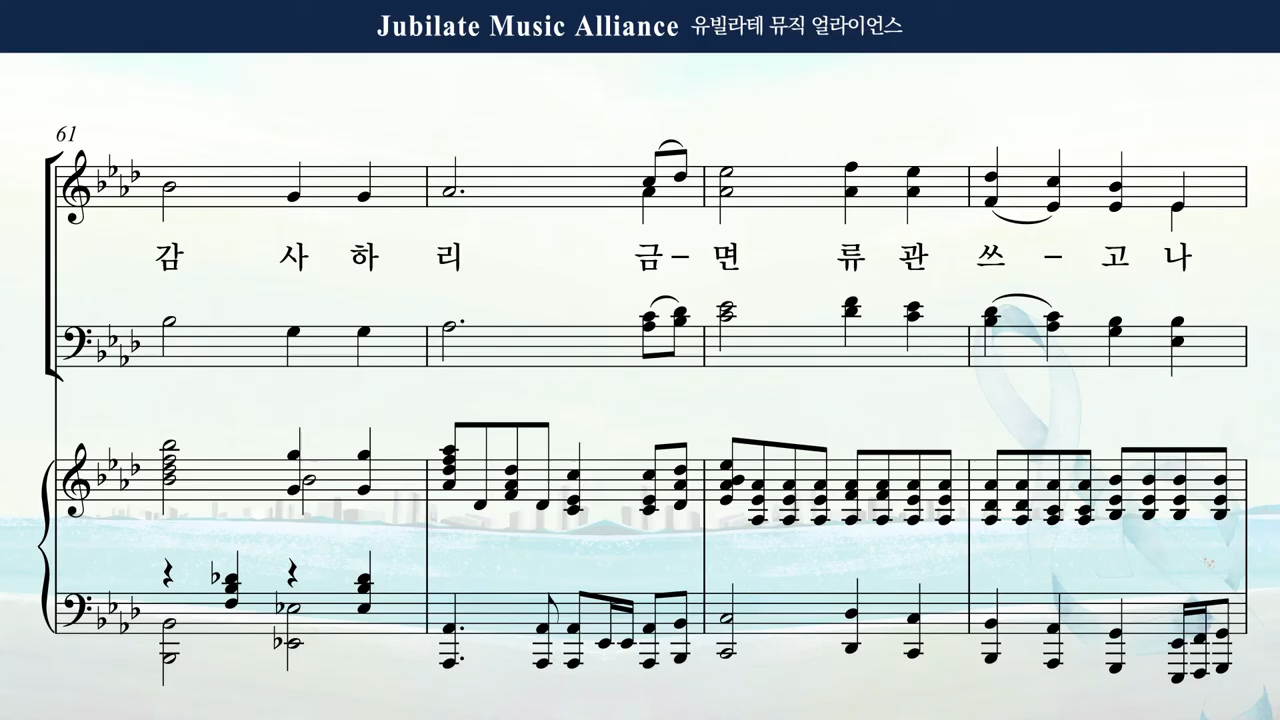 Jubilate Music Alliance 유빌라테 뮤직 얼라이언스
61
감 사 하 리 금 – 면 류 관 쓰 – 고 나